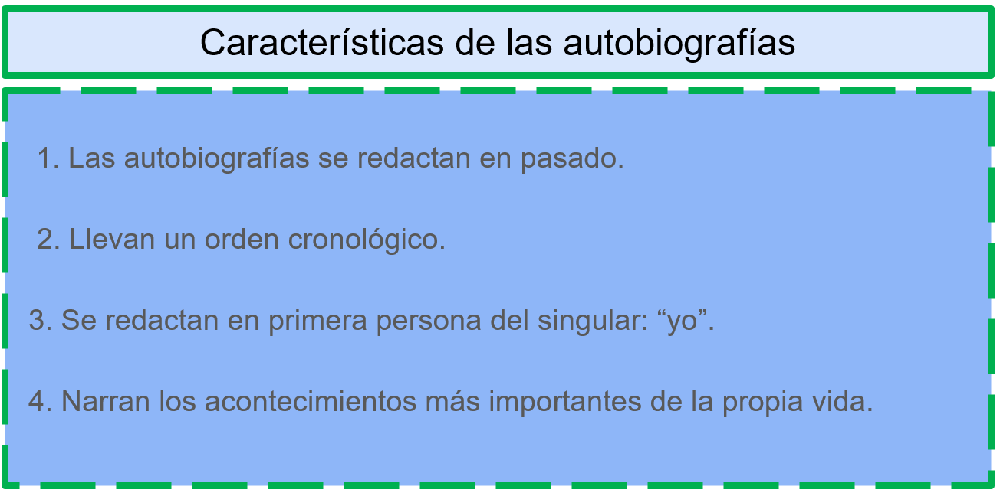 Características de las autobiografías
1. Las autobiografías se redactan en pasado.
2. Llevan un orden cronológico.
3. Se redactan en primera persona del singular: “yo”.
4. Narran los acontecimientos más importantes de la propia vida.